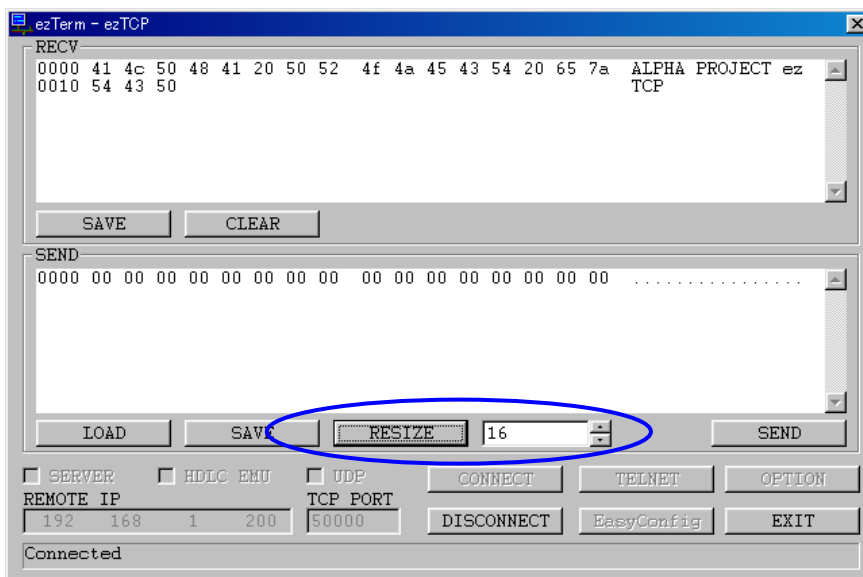 ezTerm - ezTCP
RECV
0000 41 4c 50 48 41 20 50 52 4f 4a 45 43 54 20 65 7a ALPHA PROJECT ez
0010 54 43 50 TCP
SAVE CLEAR
SEND
0000 00 00 00 00 00 00 00 00 00 00 00 00 00 00 00 00 ................
LOAD SAVE RESIZE 16 SEND
SERVER HDLC EMU UDP CONNECT TELNET OPTION
REMOTE IP TCP PORT
192 168 1 200 50000 DISCONNECT EasyConfig EXIT
Connected